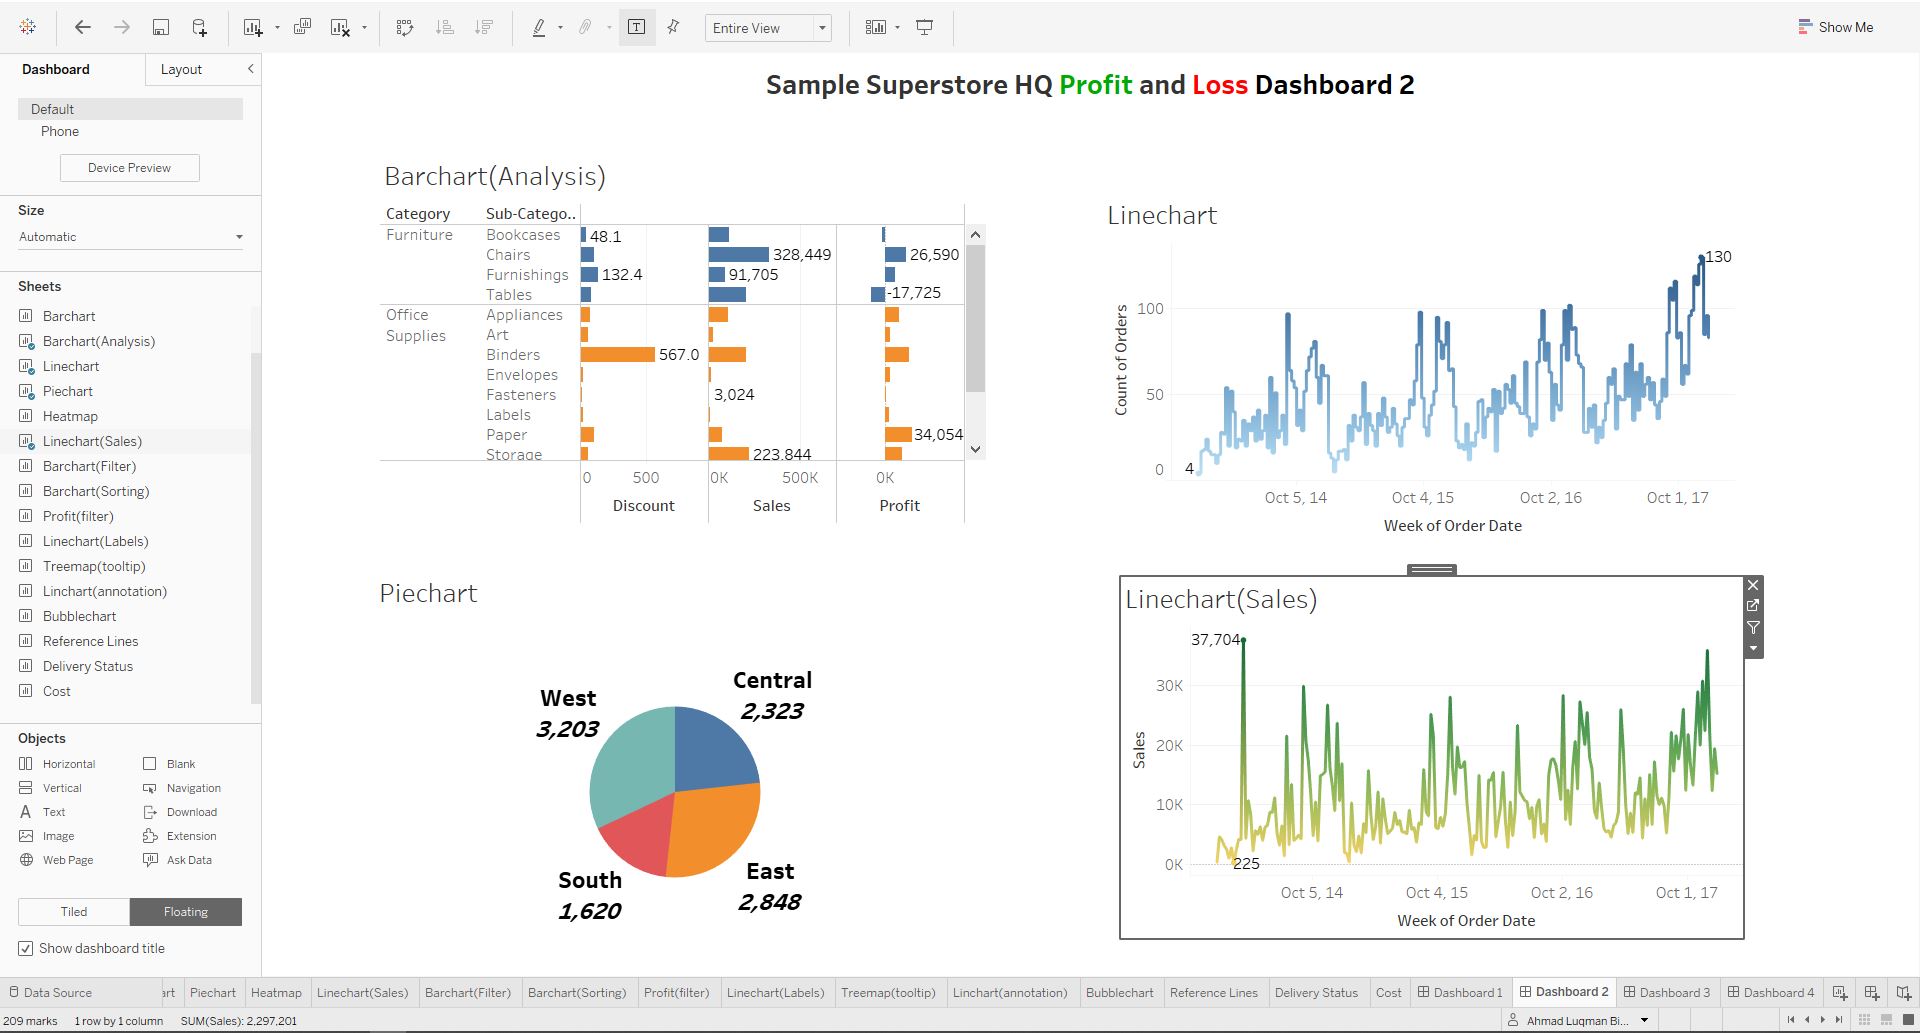 Entire View
Show Me
Dashboard
Layout
Default
Phone
Device Preview
Size
Automatic
Sheets
Barchart
Barchart(Analysis)
Linechart
Piechart
Heatmap
Linechart(Sales)
Barchart(Filter)
Barchart(Sorting)
Profit(filter)
Linechart(Labels)
Treemap(tooltip)
Linchart(annotation)
Bubblechart
Reference Lines
Delivery Status
Cost
Objects
Horizontal Blank
Vertical Navigation
Text Download
Image Extension
Web Page Ask Data
Tiled Floating
Show dashboard title
Sample Superstore HQ Profit and Loss Dashboard 2
Barchart(Analysis)
Category Sub-Catego..
Furniture Bookcases 48.1
Chairs 328,449 26,590
Furnishings 132.4 91,705
Tables -17,725
Office Appliances
Supplies Art
Binders 567.0
Envelopes
Fasteners 3,024
Labels
Paper 34,054
Storage 223,844
0 500 0K 500K 0K
Discount Sales Profit
Linechart
130
100
Count of Orders
50
0 4
Oct 5, 14 Oct 4, 15 Oct 2, 16 Oct 1, 17
Week of Order Date
Piechart
Central
2,323
West
3,203
South
1,620
East
2,848
Linechart(Sales)
37,704
30K
20K
Sales
10K
0K 225
Oct 5, 14 Oct 4, 15 Oct 2, 16 Oct 1, 17
Week of Order Date
Data Source art Piechart Heatmap Linechart(Sales) Barchart(Filter) Barchart(Sorting) Profit(filter) Linechart(Labels) Treemap(tooltip) Linchart(annotation) Bubblechart Reference Lines Delivery Status Cost Dashboard 1 Dashboard 2 Dashboard 3 Dashboard 4
209 marks 1 row by 1 column SUM(Sales): 2,297,201 Ahmad Luqman Bi...